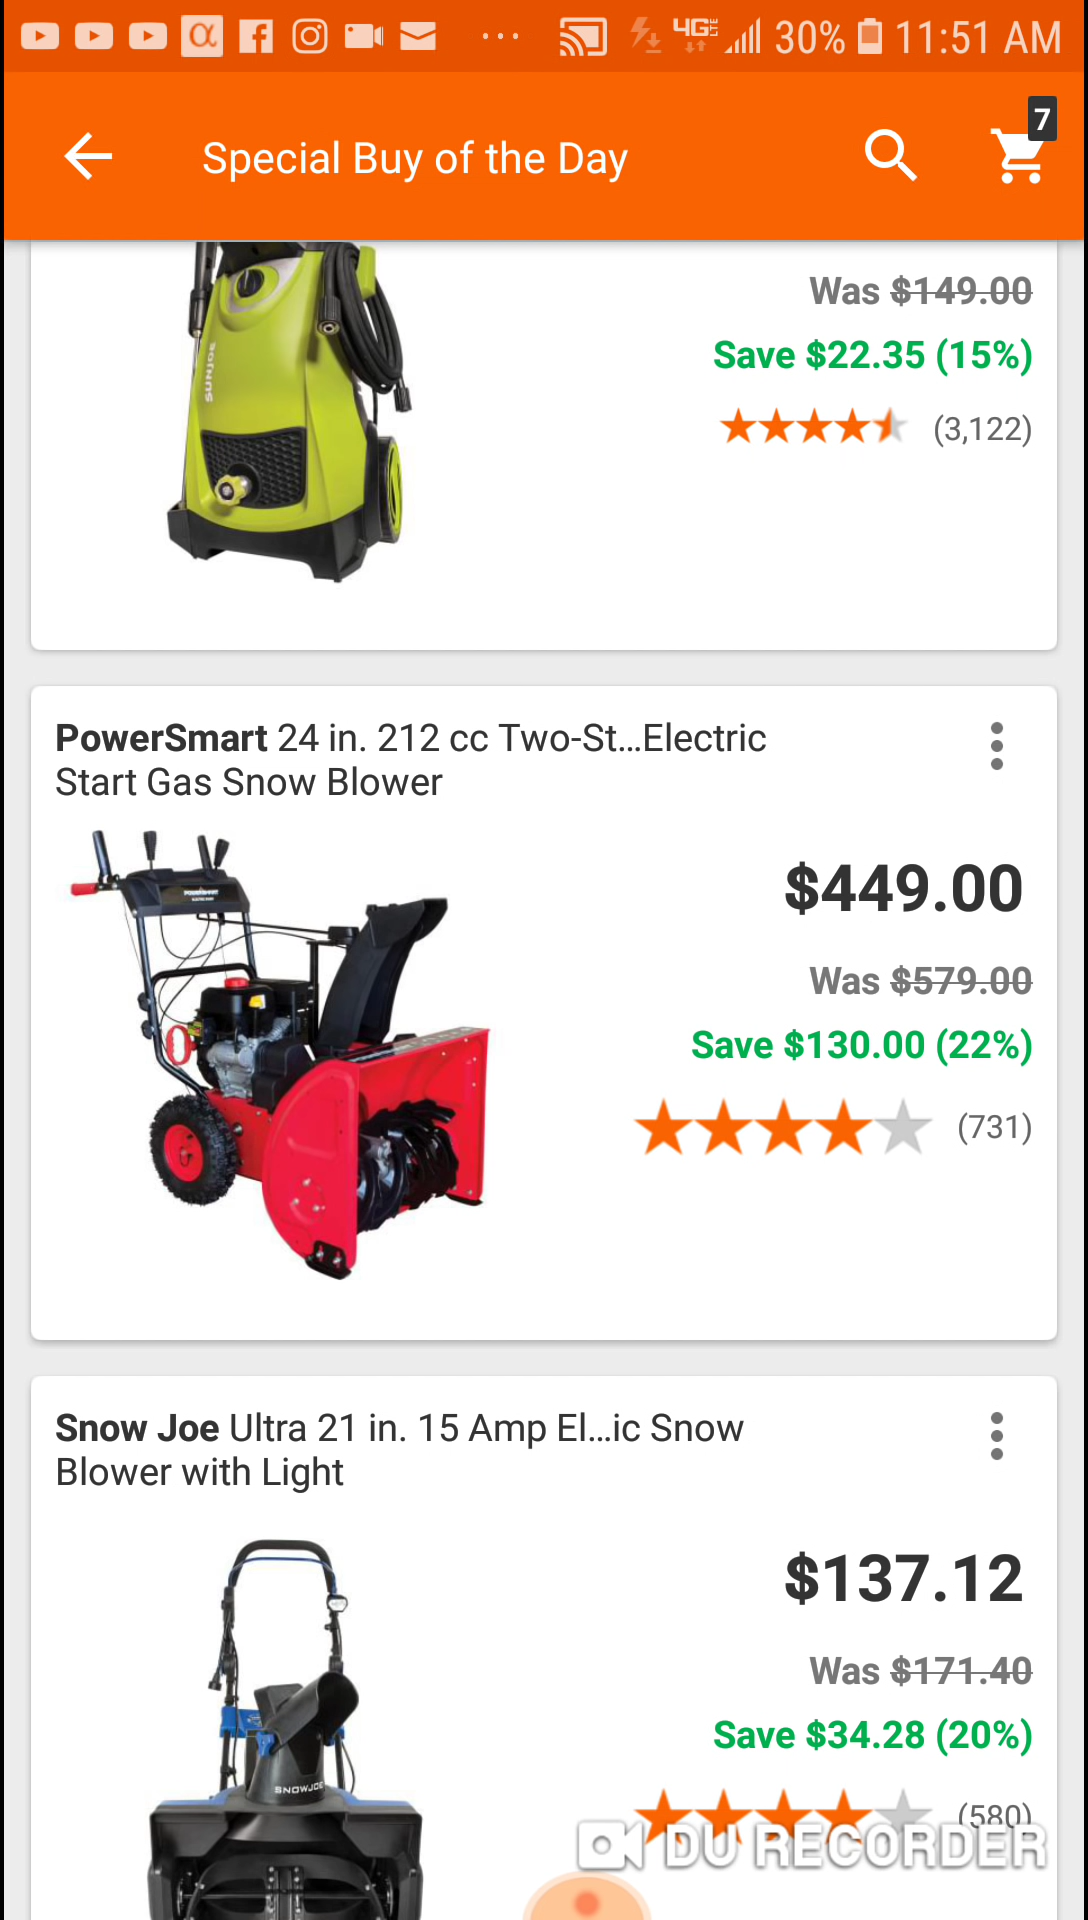 4G LTE 30% 11:51 AM
7
Special Buy of the Day
SUNJOE
Was $149.00
Save $22.35 (15%)
(3,122)
PowerSmart 24 in. 212 cc Two-St...Electric
Start Gas Snow Blower
POWERSMART
$449.00
Was $579.00
Save $130.00 (22%)
(731)
Snow Joe Ultra 21 in. 15 Amp El...ic Snow
Blower with Light
$137.12
Was $171.40
Save $34.28 (20%)
SNOWJOE
(580)
DU RECORDER